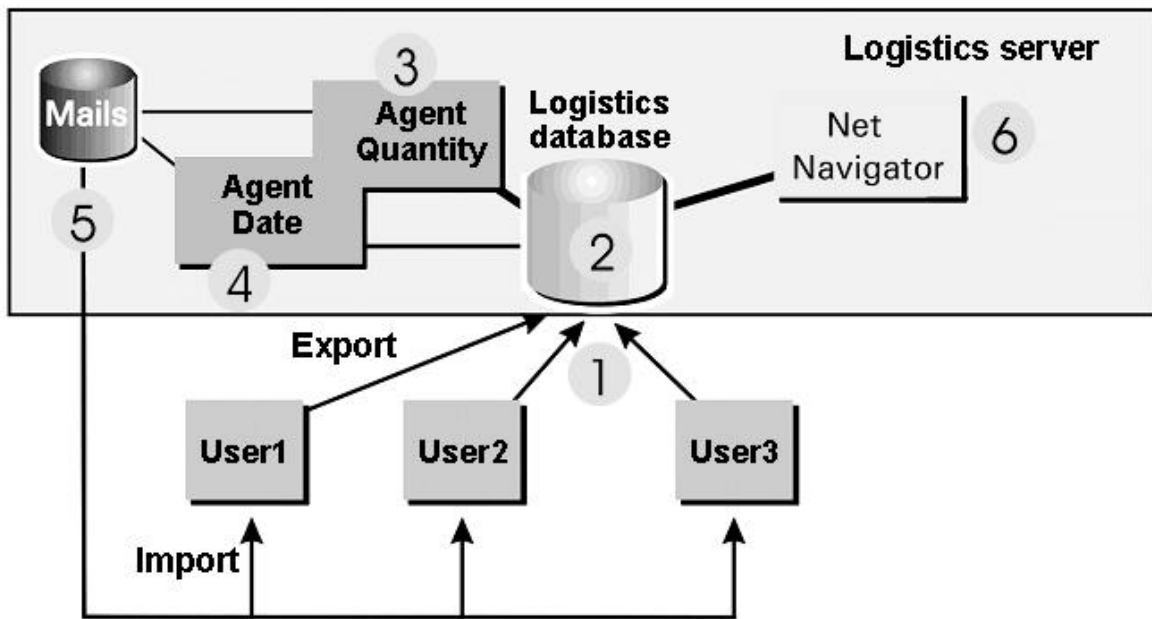 Logistics server
Mails
3
Agent
Quantity
Logistics
database
Net
Navigator
6
5
Agent
Date
4
2
Export
1
User1
User2
User3
Import